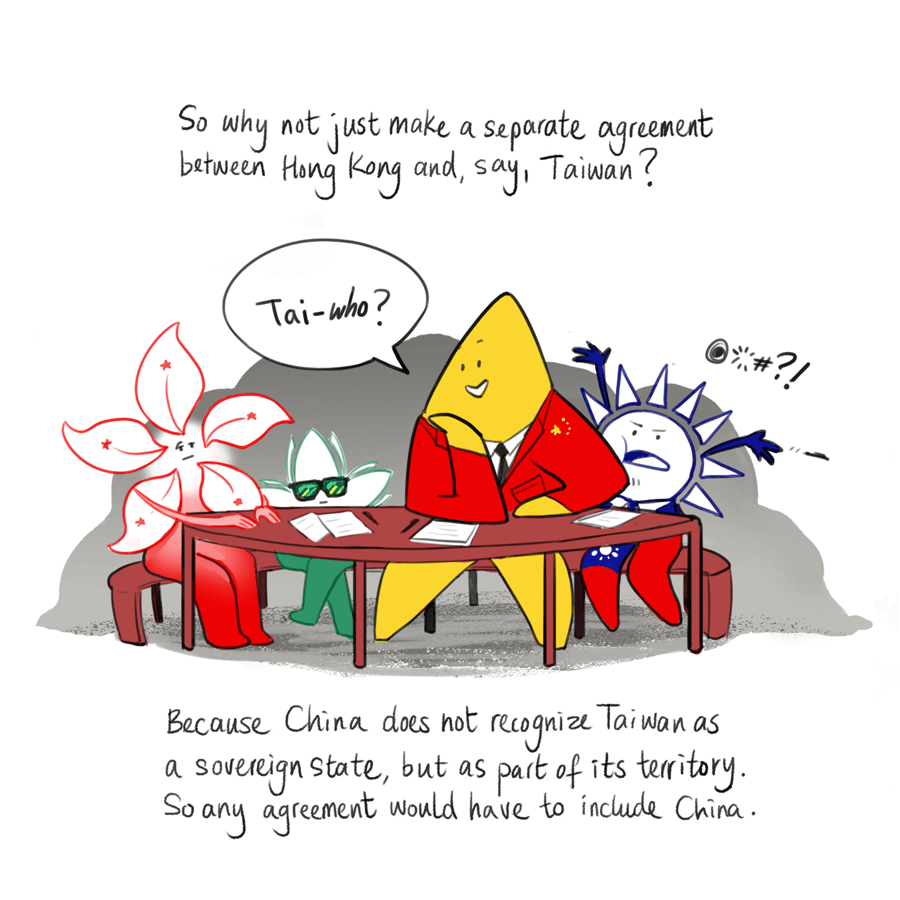 So why not just make a separate agreement
between Hong Kong and, say, Taiwan?
Tai-who?
@*#?!
Because China does not recognize Taiwan as
a sovereign state, but as part of its territory.
So any agreement would have to include China.